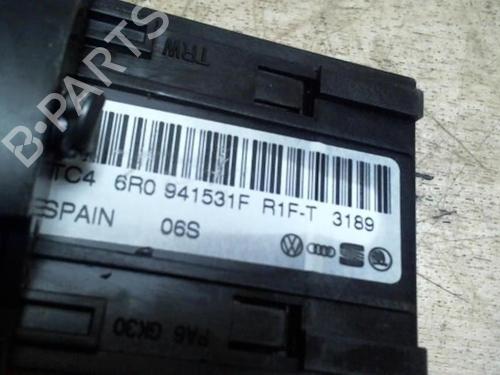 TRW
TC4 6R0 941531F R1F-T 3189
SPAIN 06S
PA6 GK30
B-PARTS